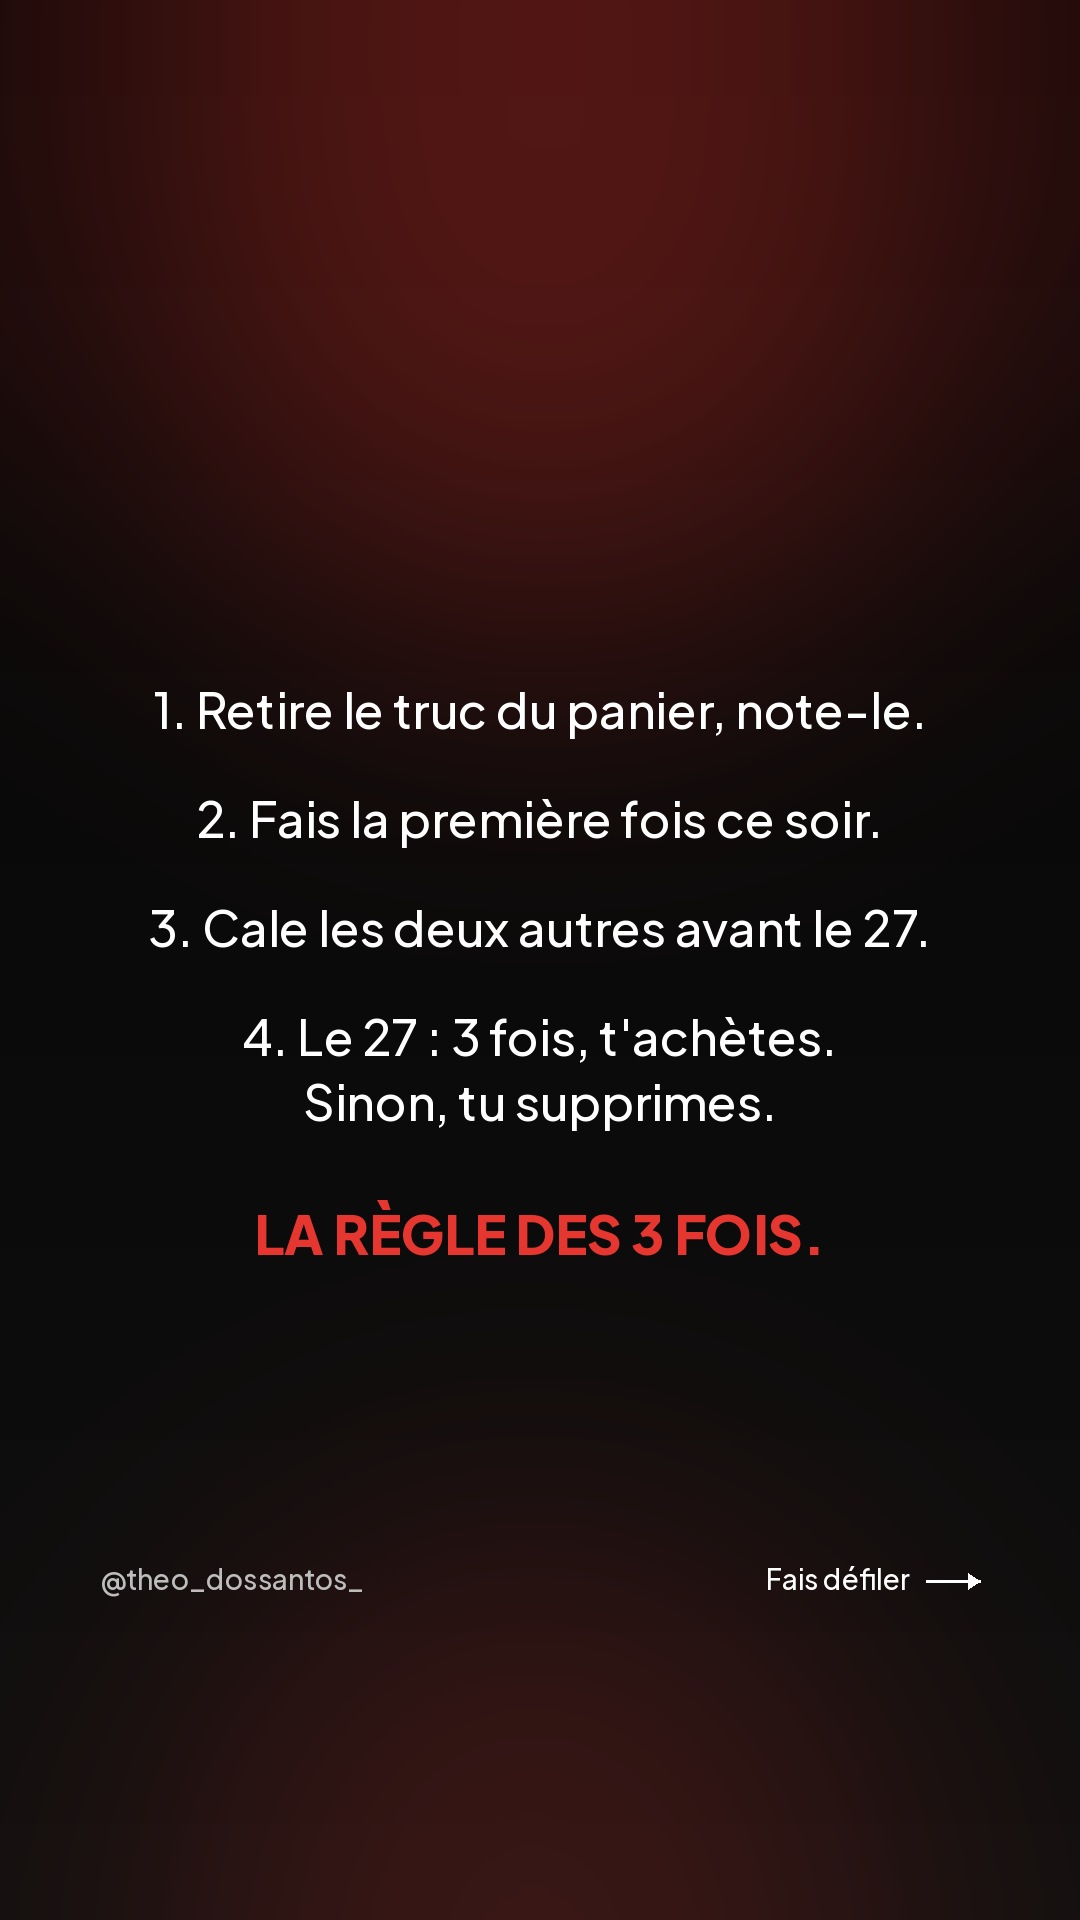 1. Retire le truc du panier, note-le.
2. Fais la première fois ce soir.
3. Cale les deux autres avant le 27.
4. Le 27 : 3 fois, t'achètes.
Sinon, tu supprimes.
LA RÈGLE DES 3 FOIS.
@theo_dossantos_
Fais défiler